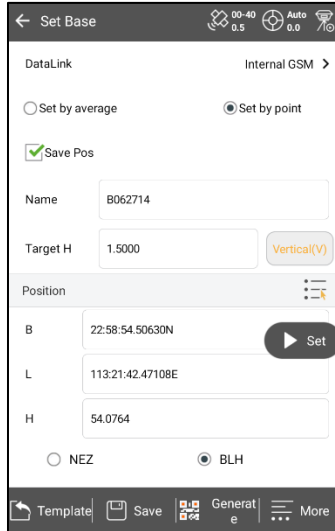 Set Base 00-40 0.5 Auto 0.0
DataLink Internal GSM
Set by average Set by point
Save Pos
Name B062714
Target H 1.5000 Vertical(V)
Position
B 22:58:54.50630N
Set
L 113:21:42.47108E
H 54.0764
NEZ BLH
Template Save Generat
e More